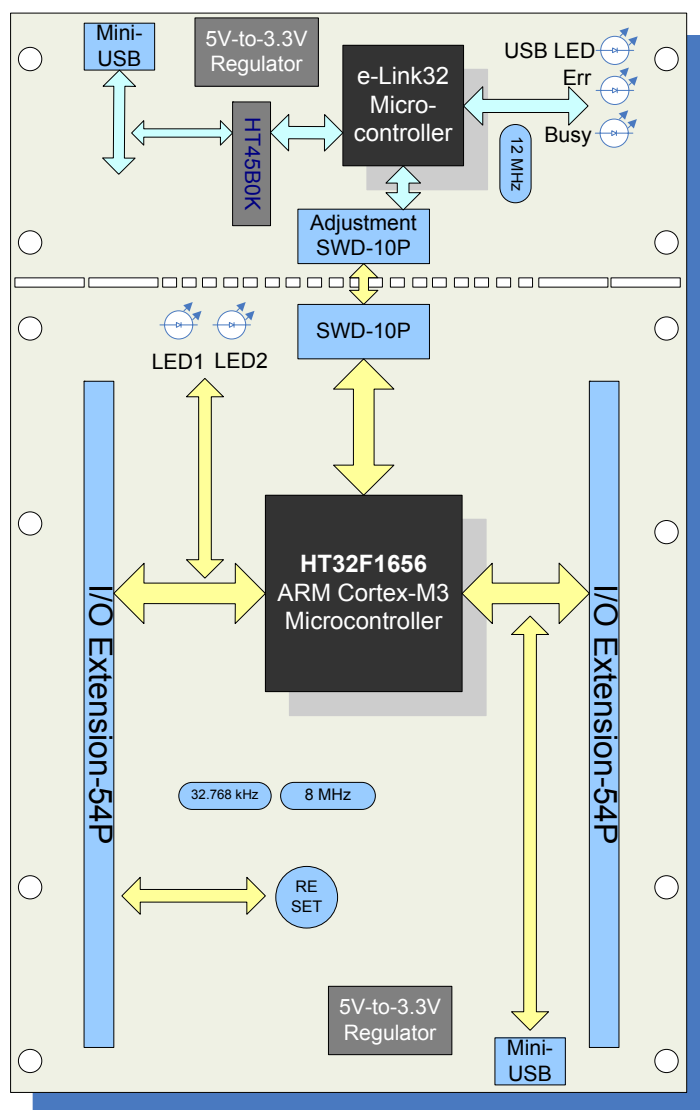 Mini-
USB
5V-to-3.3V
Regulator
HT45B0K
e-Link32
Micro-
controller
USB LED
Err
Busy
12 MHz
Adjustment
SWD-10P
SWD-10P
LED1 LED2
HT32F1656
ARM Cortex-M3
Microcontroller
I/O Extension-54P
I/O Extension-54P
32.768 kHz
8 MHz
RE
SET
5V-to-3.3V
Regulator
Mini-
USB